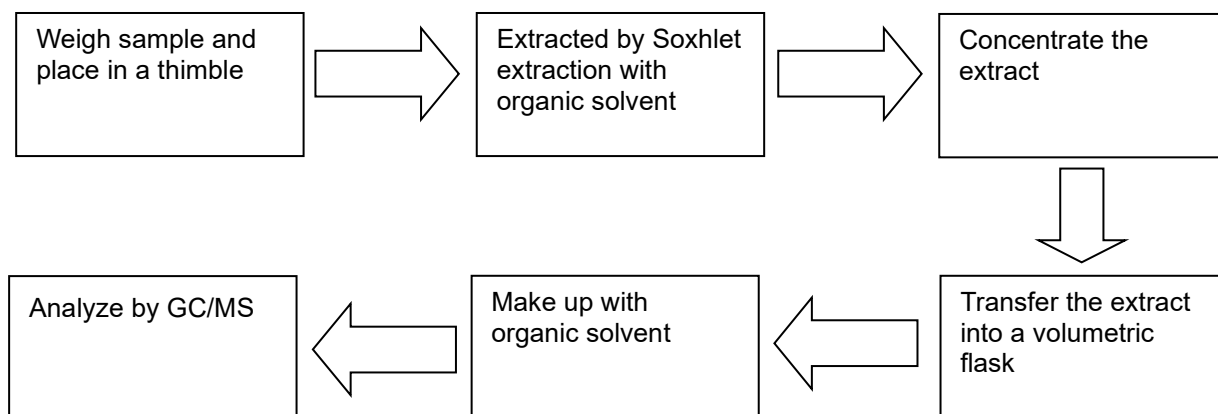 Weigh sample and
place in a thimble
Extracted by Soxhlet
extraction with
organic solvent
Concentrate the
extract
Transfer the extract
into a volumetric
flask
Make up with
organic solvent
Analyze by GC/MS